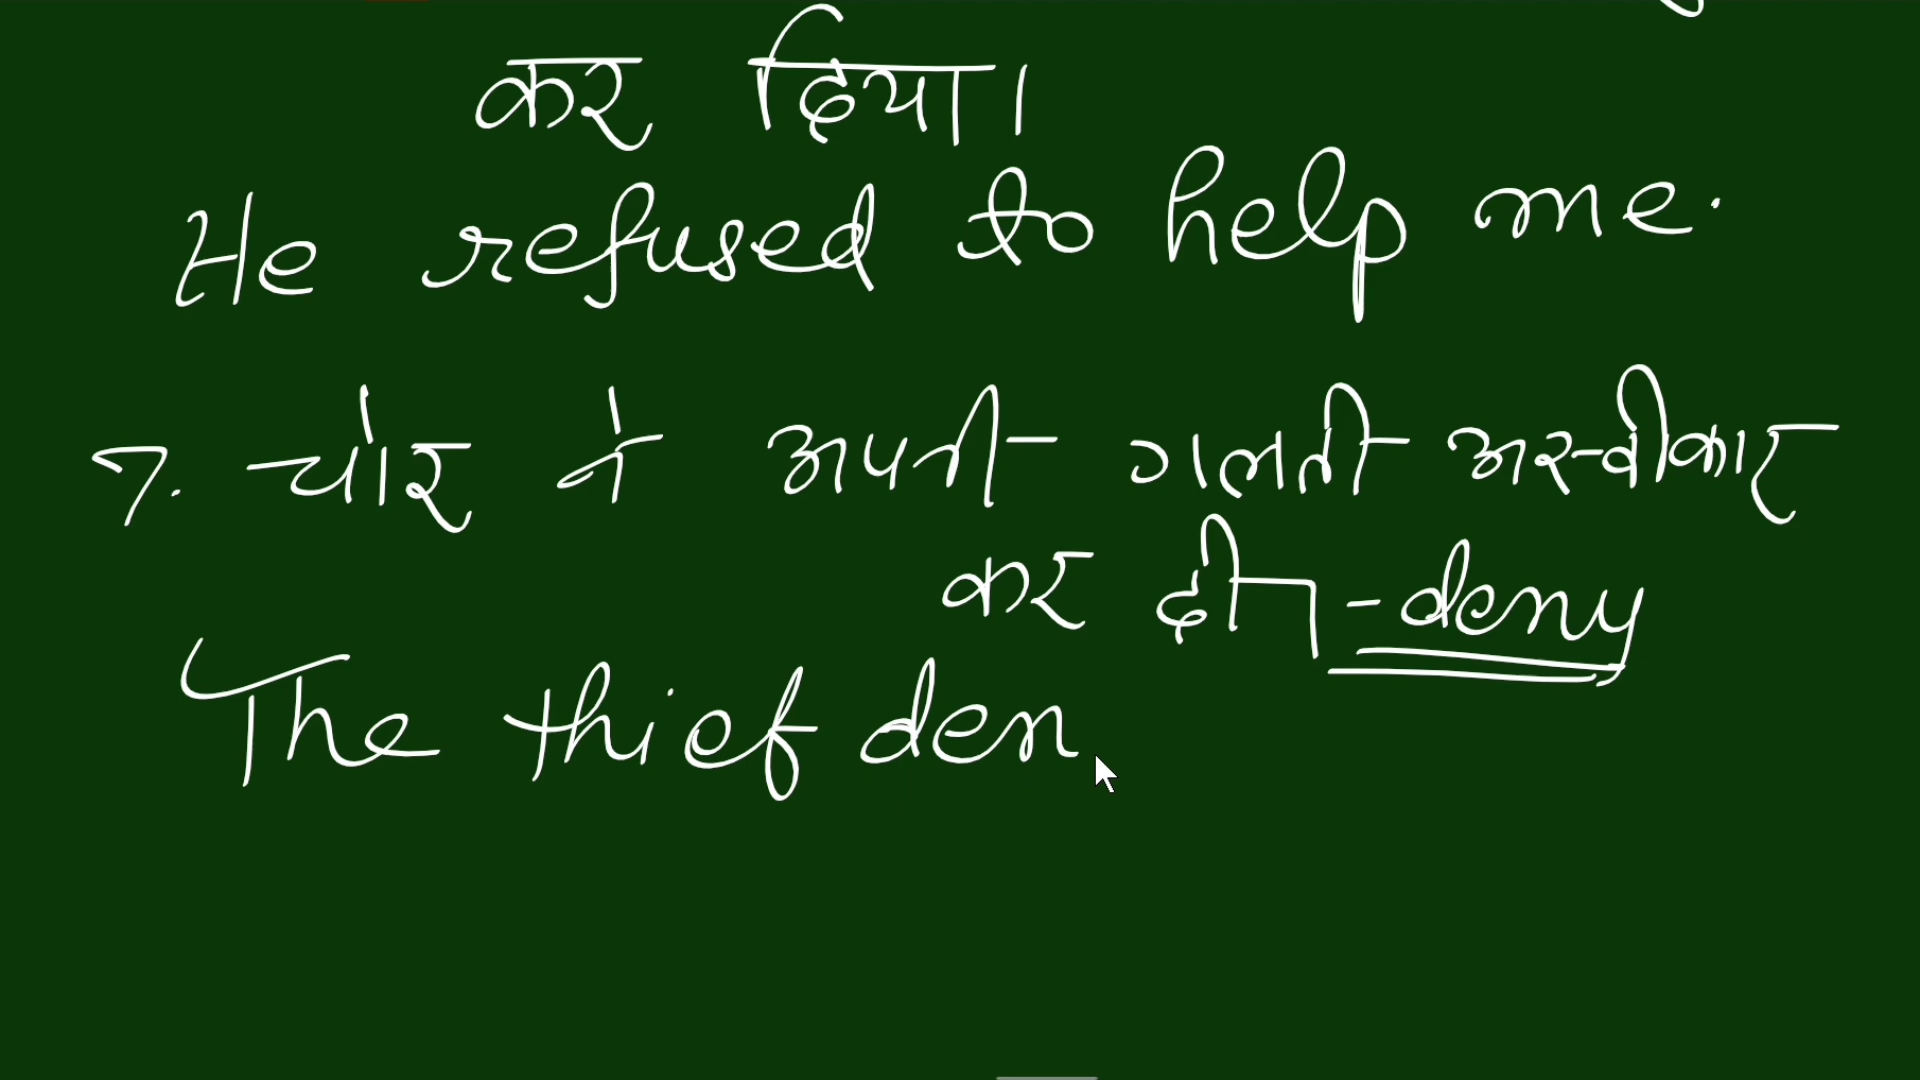 कर दिया।
He refused to help me.
7. चोर ने अपनी गलती अस्वीकार
कर दी - deny
The thief den